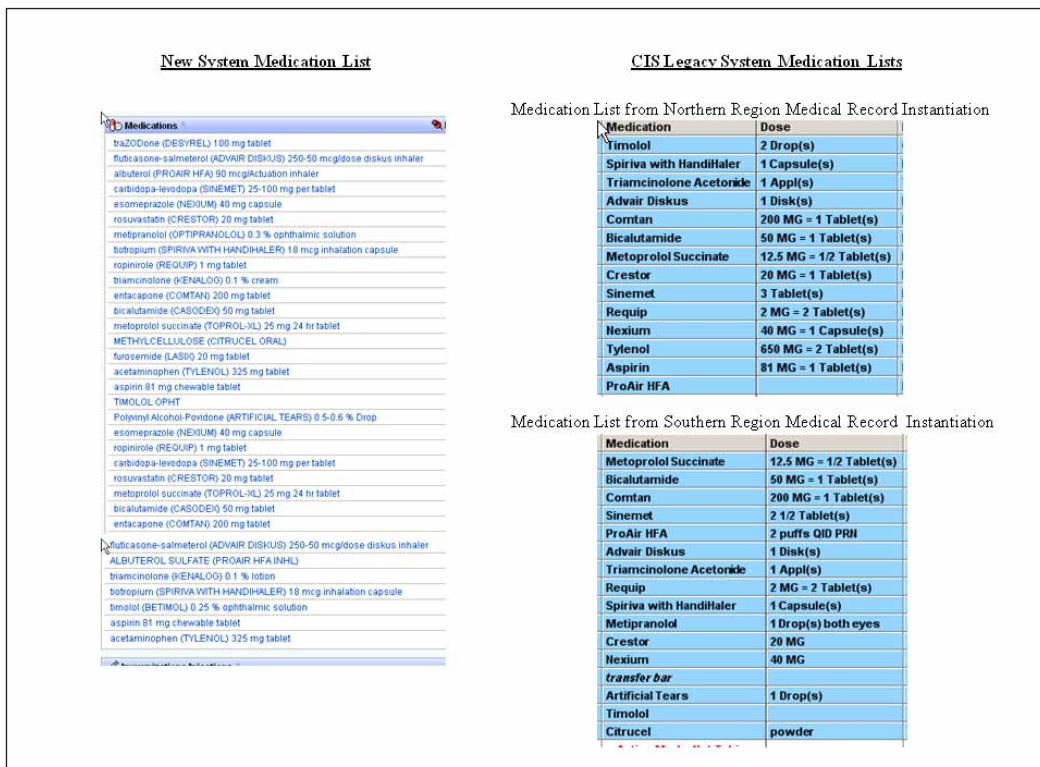 New System Medication List
Medications
traZODone (DESYREL) 100 mg tablet
fluticasone-salmeterol (ADVAIR DISKUS) 250-50 mcg/dose diskus inhaler
albuterol (PROAIR HFA) 90 mcg/Actuation inhaler
carbidopa-levodopa (SINEMET) 25-100 mg per tablet
esomeprazole (NEXIUM) 40 mg capsule
rosuvastatin (CRESTOR) 20 mg tablet
metipranolol (OPTIPRANOLOL) 0.3 % ophthalmic solution
tiotropium (SPIRIVA WITH HANDIHALER) 18 mcg inhalation capsule
ropinirole (REQUIP) 1 mg tablet
triamcinolone (KENALOG) 0.1 % cream
entacapone (COMTAN) 200 mg tablet
bicalutamide (CASODEX) 50 mg tablet
metoprolol succinate (TOPROL-XL) 25 mg 24 hr tablet
METHYLCELLULOSE (CITRUCEL ORAL)
furosemide (LASIX) 20 mg tablet
acetaminophen (TYLENOL) 325 mg tablet
aspirin 81 mg chewable tablet
TIMOLOL OPHT
Polyvinyl Alcohol-Povidone (ARTIFICIAL TEARS) 0.5-0.6 % Drop
esomeprazole (NEXIUM) 40 mg capsule
ropinirole (REQUIP) 1 mg tablet
carbidopa-levodopa (SINEMET) 25-100 mg per tablet
rosuvastatin (CRESTOR) 20 mg tablet
metoprolol succinate (TOPROL-XL) 25 mg 24 hr tablet
bicalutamide (CASODEX) 50 mg tablet
entacapone (COMTAN) 200 mg tablet
fluticasone-salmeterol (ADVAIR DISKUS) 250-50 mcg/dose diskus inhaler
ALBUTEROL SULFATE (PROAIR HFA INHL)
triamcinolone (KENALOG) 0.1 % lotion
tiotropium (SPIRIVA WITH HANDIHALER) 18 mcg inhalation capsule
timolol (BETIMOL) 0.25 % ophthalmic solution
aspirin 81 mg chewable tablet
acetaminophen (TYLENOL) 325 mg tablet
CIS Legacy System Medication Lists
Medication List from Northern Region Medical Record Instantiation
Medication Dose
Timolol 2 Drop(s)
Spiriva with HandiHaler 1 Capsule(s)
Triamcinolone Acetonide 1 Appl(s)
Advair Diskus 1 Disk(s)
Comtan 200 MG = 1 Tablet(s)
Bicalutamide 50 MG = 1 Tablet(s)
Metoprolol Succinate 12.5 MG = 1/2 Tablet(s)
Crestor 20 MG = 1 Tablet(s)
Sinemet 3 Tablet(s)
Requip 2 MG = 2 Tablet(s)
Nexium 40 MG = 1 Capsule(s)
Tylenol 650 MG = 2 Tablet(s)
Aspirin 81 MG = 1 Tablet(s)
ProAir HFA
Medication List from Southern Region Medical Record Instantiation
Medication Dose
Metoprolol Succinate 12.5 MG = 1/2 Tablet(s)
Bicalutamide 50 MG = 1 Tablet(s)
Comtan 200 MG = 1 Tablet(s)
Sinemet 2 1/2 Tablet(s)
ProAir HFA 2 puffs QID PRN
Advair Diskus 1 Disk(s)
Triamcinolone Acetonide 1 Appl(s)
Requip 2 MG = 2 Tablet(s)
Spiriva with HandiHaler 1 Capsule(s)
Metipranolol 1 Drop(s) both eyes
Crestor 20 MG
Nexium 40 MG
transfer bar
Artificial Tears 1 Drop(s)
Timolol
Citrucel powder